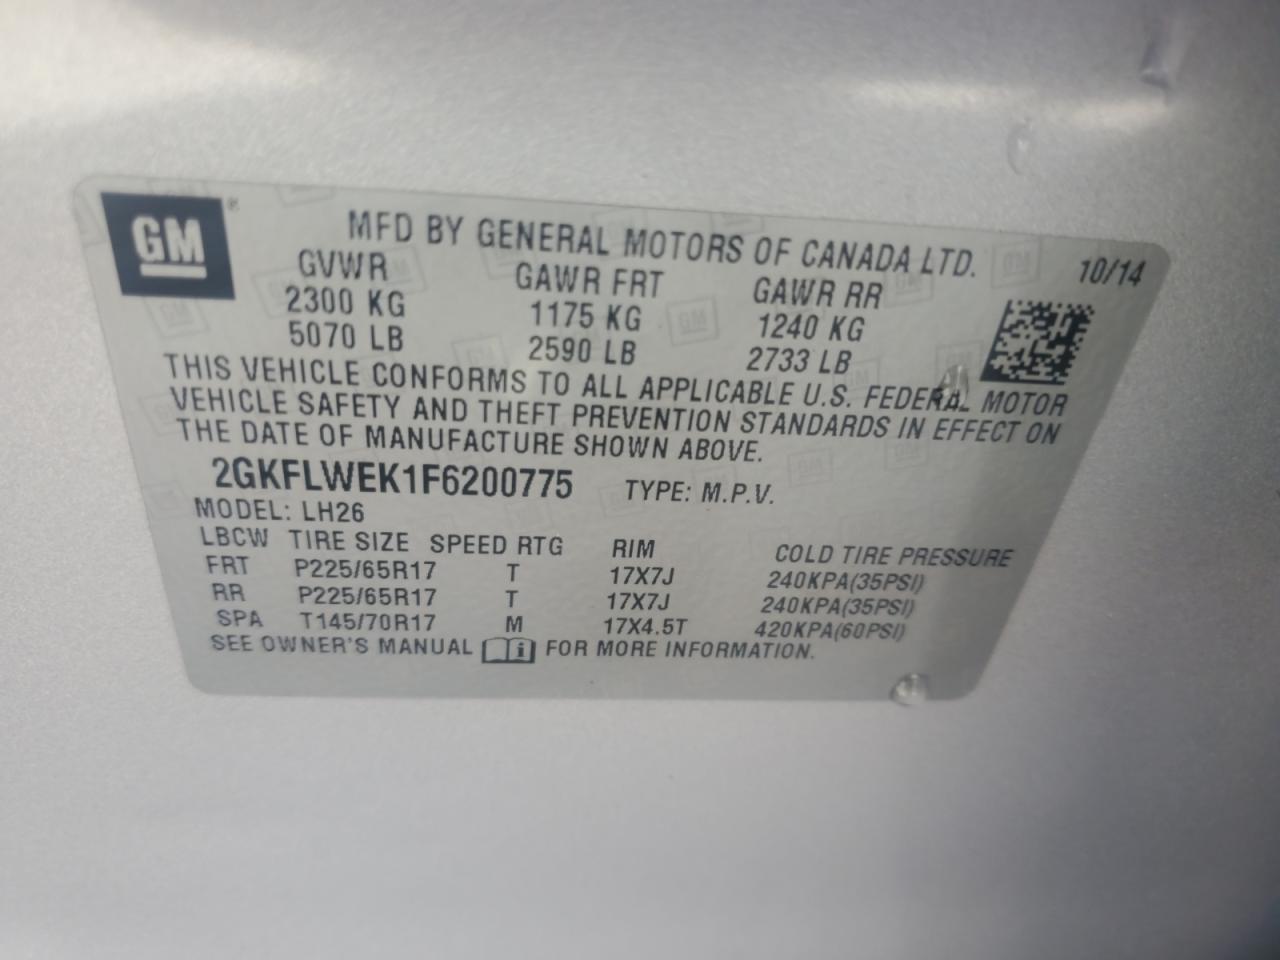 GM ®
MFD BY GENERAL MOTORS OF CANADA LTD.
10/14
GVWR GAWR FRT GAWR RR
2300 KG 1175 KG 1240 KG
5070 LB 2590 LB 2733 LB
THIS VEHICLE CONFORMS TO ALL APPLICABLE U.S. FEDERAL MOTOR
VEHICLE SAFETY AND THEFT PREVENTION STANDARDS IN EFFECT ON
THE DATE OF MANUFACTURE SHOWN ABOVE.
2GKFLWEK1F6200775 TYPE: M.P.V.
MODEL: LH26
LBCW TIRE SIZE SPEED RTG RIM COLD TIRE PRESSURE
FRT P225/65R17 T 17X7J 240KPA(35PSI)
RR P225/65R17 T 17X7J 240KPA(35PSI)
SPA T145/70R17 M 17X4.5T 420KPA(60PSI)
SEE OWNER'S MANUAL i FOR MORE INFORMATION.